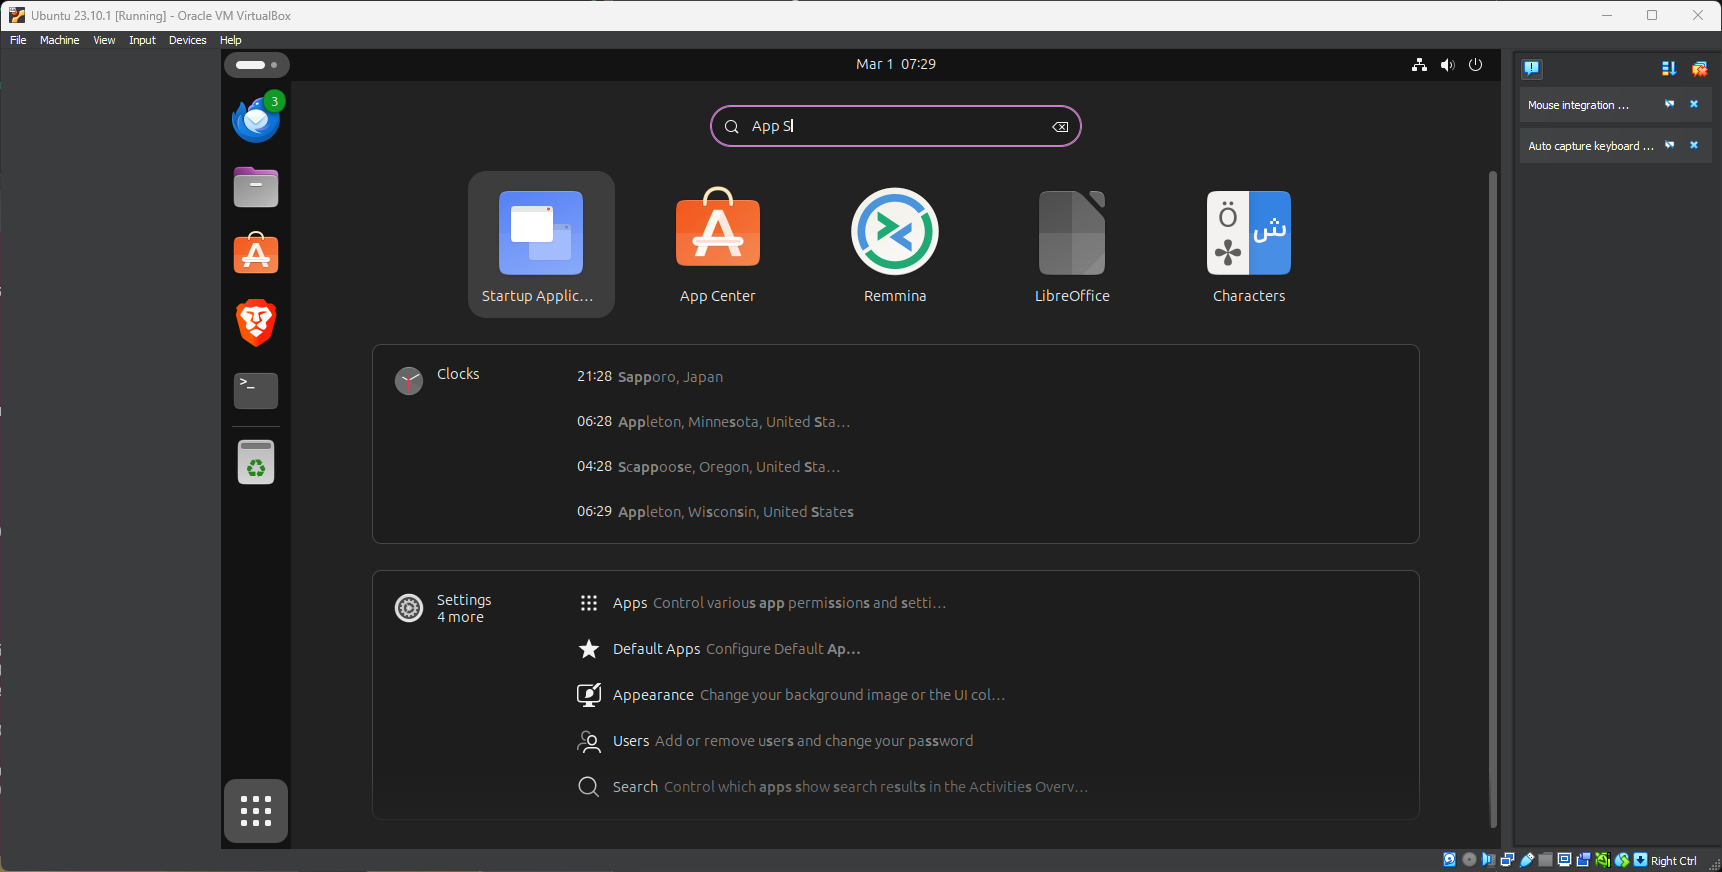 Ubuntu 23.10.1 [Running] - Oracle VM VirtualBox
File Machine View Input Devices Help
Mar 1 07:29
3
App S
Mouse integration ...
Auto capture keyboard ...
Startup Applic…
App Center
Remmina
LibreOffice
Ö ش
Characters
Clocks
21:28 Sapporo, Japan
06:28 Appleton, Minnesota, United Sta…
04:28 Scappoose, Oregon, United Sta…
06:29 Appleton, Wisconsin, United States
>_
Settings
4 more
Apps Control various app permissions and setti…
Default Apps Configure Default Ap…
Appearance Change your background image or the UI col…
Users Add or remove users and change your password
Search Control which apps show search results in the Activities Overv…
Right Ctrl